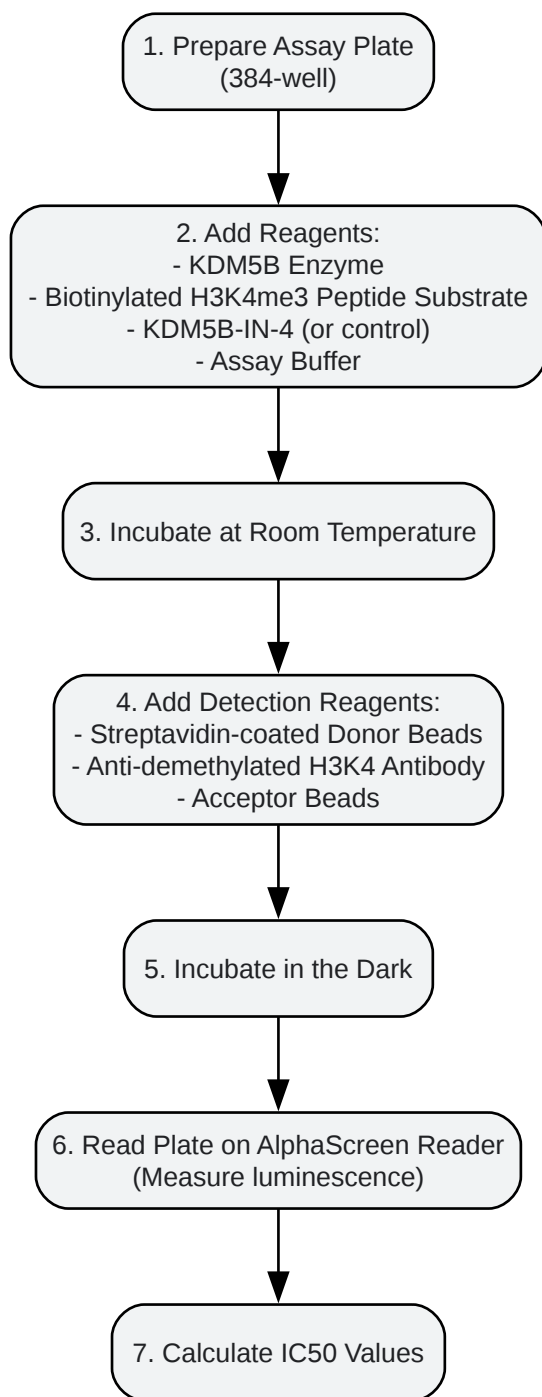 1. Prepare Assay Plate
(384-well)
2. Add Reagents:
- KDM5B Enzyme
- Biotinylated H3K4me3 Peptide Substrate
- KDM5B-IN-4 (or control)
- Assay Buffer
3. Incubate at Room Temperature
4. Add Detection Reagents:
- Streptavidin-coated Donor Beads
- Anti-demethylated H3K4 Antibody
- Acceptor Beads
5. Incubate in the Dark
6. Read Plate on AlphaScreen Reader
(Measure luminescence)
7. Calculate IC50 Values